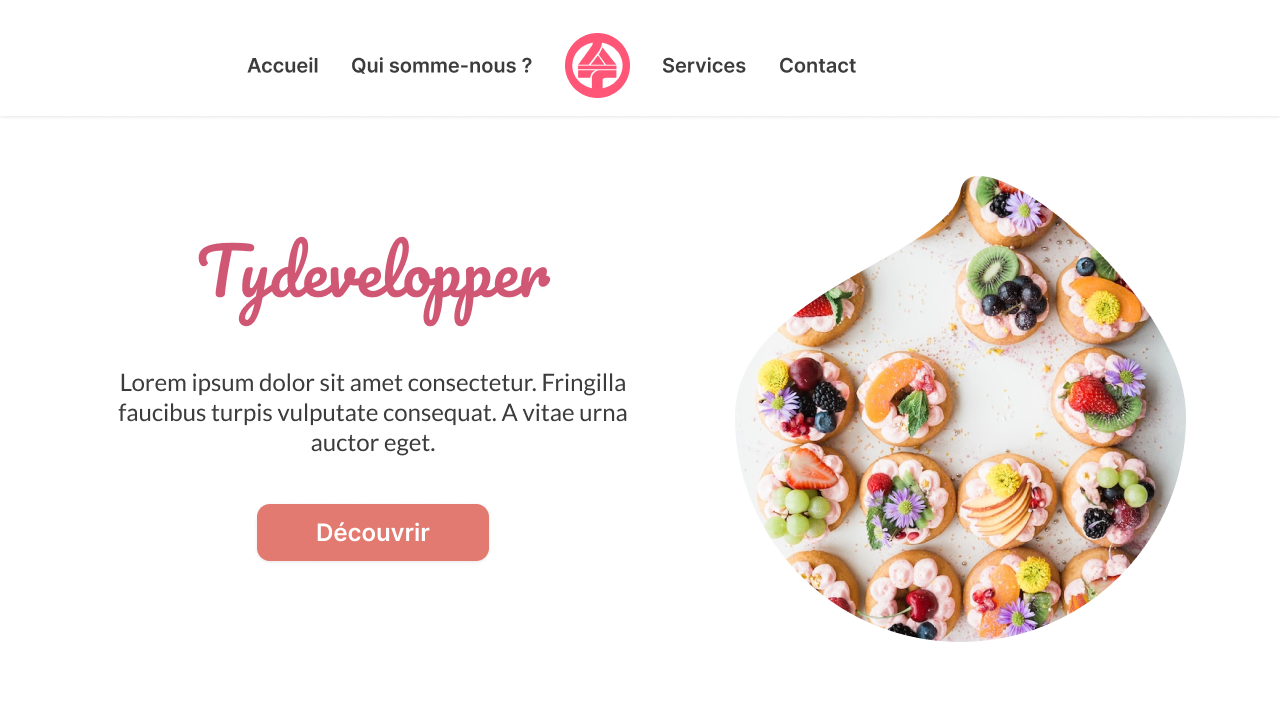 Accueil
Qui somme-nous ?
Services
Contact
Tydevelopper
Lorem ipsum dolor sit amet consectetur. Fringilla
faucibus turpis vulputate consequat. A vitae urna
auctor eget.
Découvrir